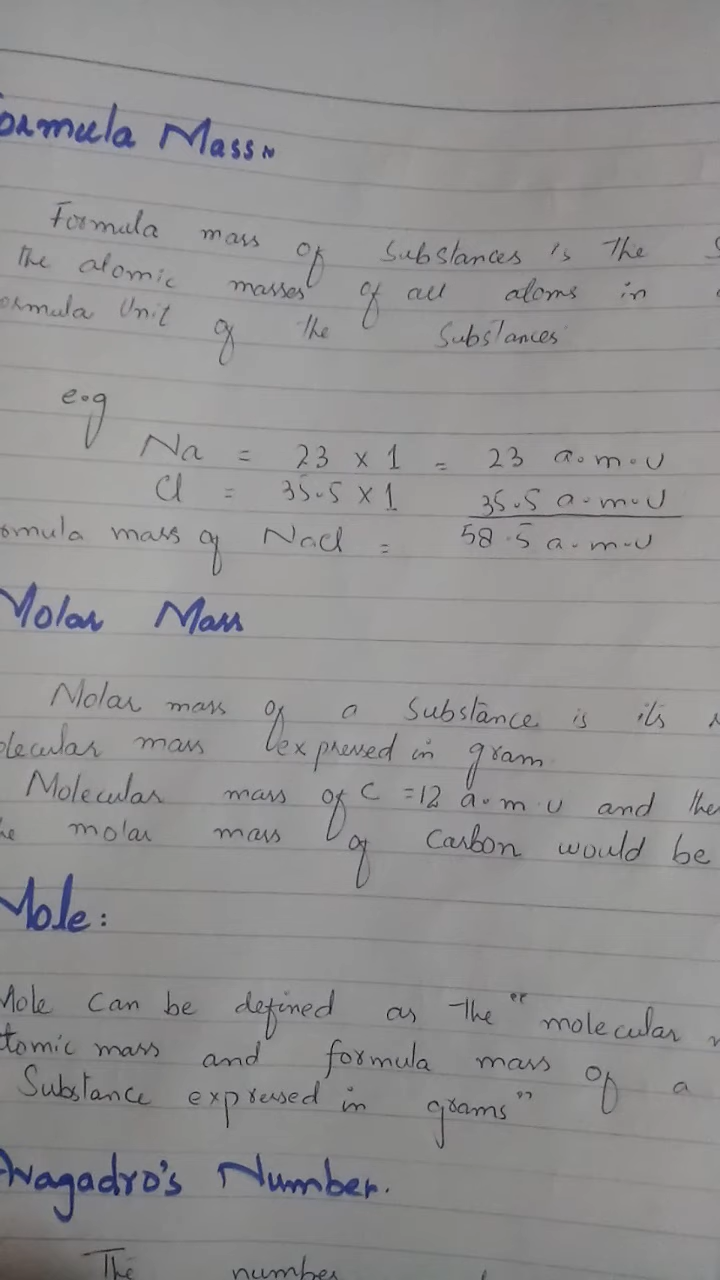 ormula Mass
Formula mass of Substances is the S
the atomic masses of all atoms in
ormula Unit of the Substances
e.g
Na = 23 x 1 = 23 a.m.u
Cl = 35.5 x 1 35.5 a.m.u
ormula mass of NaCl = 58.5 a.m.u
Molar Mass
Molar mass of a Substance is its
olecular mass expressed in gram
Molecular mass of C = 12 a.m.u and the
he molar mass of Carbon would be
Mole:
Mole Can be defined as the "molecular m
tomic mass and formula mass of a
Substance expressed in grams"
Avagadro's Number.
The number